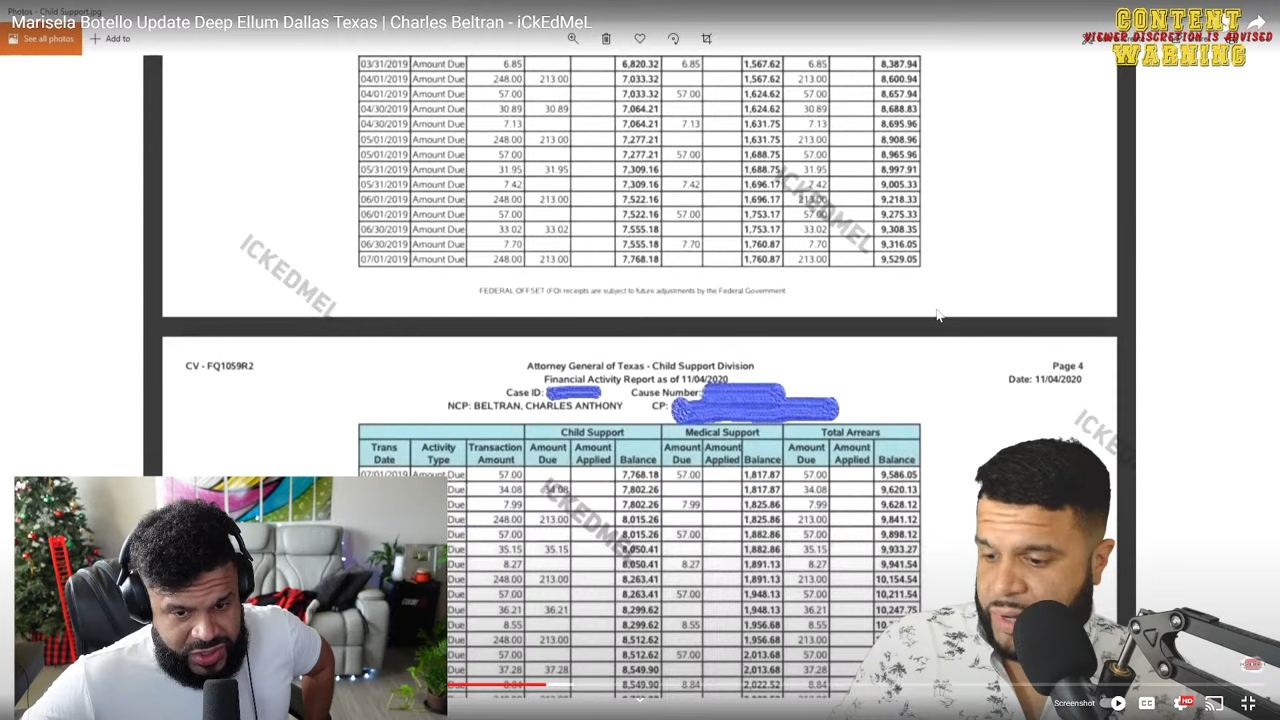 Photos - Child Support.jpg
Marisela Botello Update Deep Ellum Dallas Texas | Charles Beltran - iCkEdMeL
CONTENT
VIEWER DISCRETION IS ADVISED
WARNING
See all photos + Add to
03/31/2019 Amount Due 6.85 6,820.32 6.85 1,567.62 6.85 8,387.94
04/01/2019 Amount Due 248.00 213.00 7,033.32 1,567.62 213.00 8,600.94
04/01/2019 Amount Due 57.00 7,033.32 57.00 1,624.62 57.00 8,657.94
04/30/2019 Amount Due 30.89 30.89 7,064.21 1,624.62 30.89 8,688.83
04/30/2019 Amount Due 7.13 7,064.21 7.13 1,631.75 7.13 8,695.96
05/01/2019 Amount Due 248.00 213.00 7,277.21 1,631.75 213.00 8,908.96
05/01/2019 Amount Due 57.00 7,277.21 57.00 1,688.75 57.00 8,965.96
05/31/2019 Amount Due 31.95 31.95 7,309.16 1,688.75 31.95 8,997.91
05/31/2019 Amount Due 7.42 7,309.16 7.42 1,696.17 7.42 9,005.33
06/01/2019 Amount Due 248.00 213.00 7,522.16 1,696.17 213.00 9,218.33
06/01/2019 Amount Due 57.00 7,522.16 57.00 1,753.17 57.00 9,275.33
06/30/2019 Amount Due 33.02 33.02 7,555.18 1,753.17 33.02 9,308.35
06/30/2019 Amount Due 7.70 7,555.18 7.70 1,760.87 7.70 9,316.05
07/01/2019 Amount Due 248.00 213.00 7,768.18 1,760.87 213.00 9,529.05
ICKEDMEL
ICKEDMEL
FEDERAL OFFSET (FO) receipts are subject to future adjustments by the Federal Government
CV - FQ1059R2 Attorney General of Texas - Child Support Division Page 4
Financial Activity Report as of 11/04/2020 Date: 11/04/2020
Case ID: Cause Number:
NCP: BELTRAN, CHARLES ANTHONY CP:
Child Support Medical Support Total Arrears
Trans Date Activity Type Transaction Amount Amount Due Amount Applied Balance Amount Due Amount Applied Balance Amount Due Amount Applied Balance
07/01/2019 Amount Due 57.00 7,768.18 57.00 1,817.87 57.00 9,586.05
Due 34.08 34.08 7,802.26 1,817.87 34.08 9,620.13
Due 7.99 7,802.26 7.99 1,825.86 7.99 9,628.12
Due 248.00 213.00 8,015.26 1,825.86 213.00 9,841.12
Due 57.00 8,015.26 57.00 1,882.86 57.00 9,898.12
Due 35.15 35.15 8,050.41 1,882.86 35.15 9,933.27
Due 8.27 8,050.41 8.27 1,891.13 8.27 9,941.54
Due 248.00 213.00 8,263.41 1,891.13 213.00 10,154.54
Due 57.00 8,263.41 57.00 1,948.13 57.00 10,211.54
Due 36.21 36.21 8,299.62 1,948.13 36.21 10,247.75
Due 8.55 8,299.62 8.55 1,956.68 8.55
Due 248.00 213.00 8,512.62 1,956.68 213.00
Due 57.00 8,512.62 57.00 2,013.68 57.00
Due 37.28 37.28 8,549.90 2,013.68 37.28
Due 8.84 8,549.90 8.84 2,022.52 8.84
Screenshot
CC
HD